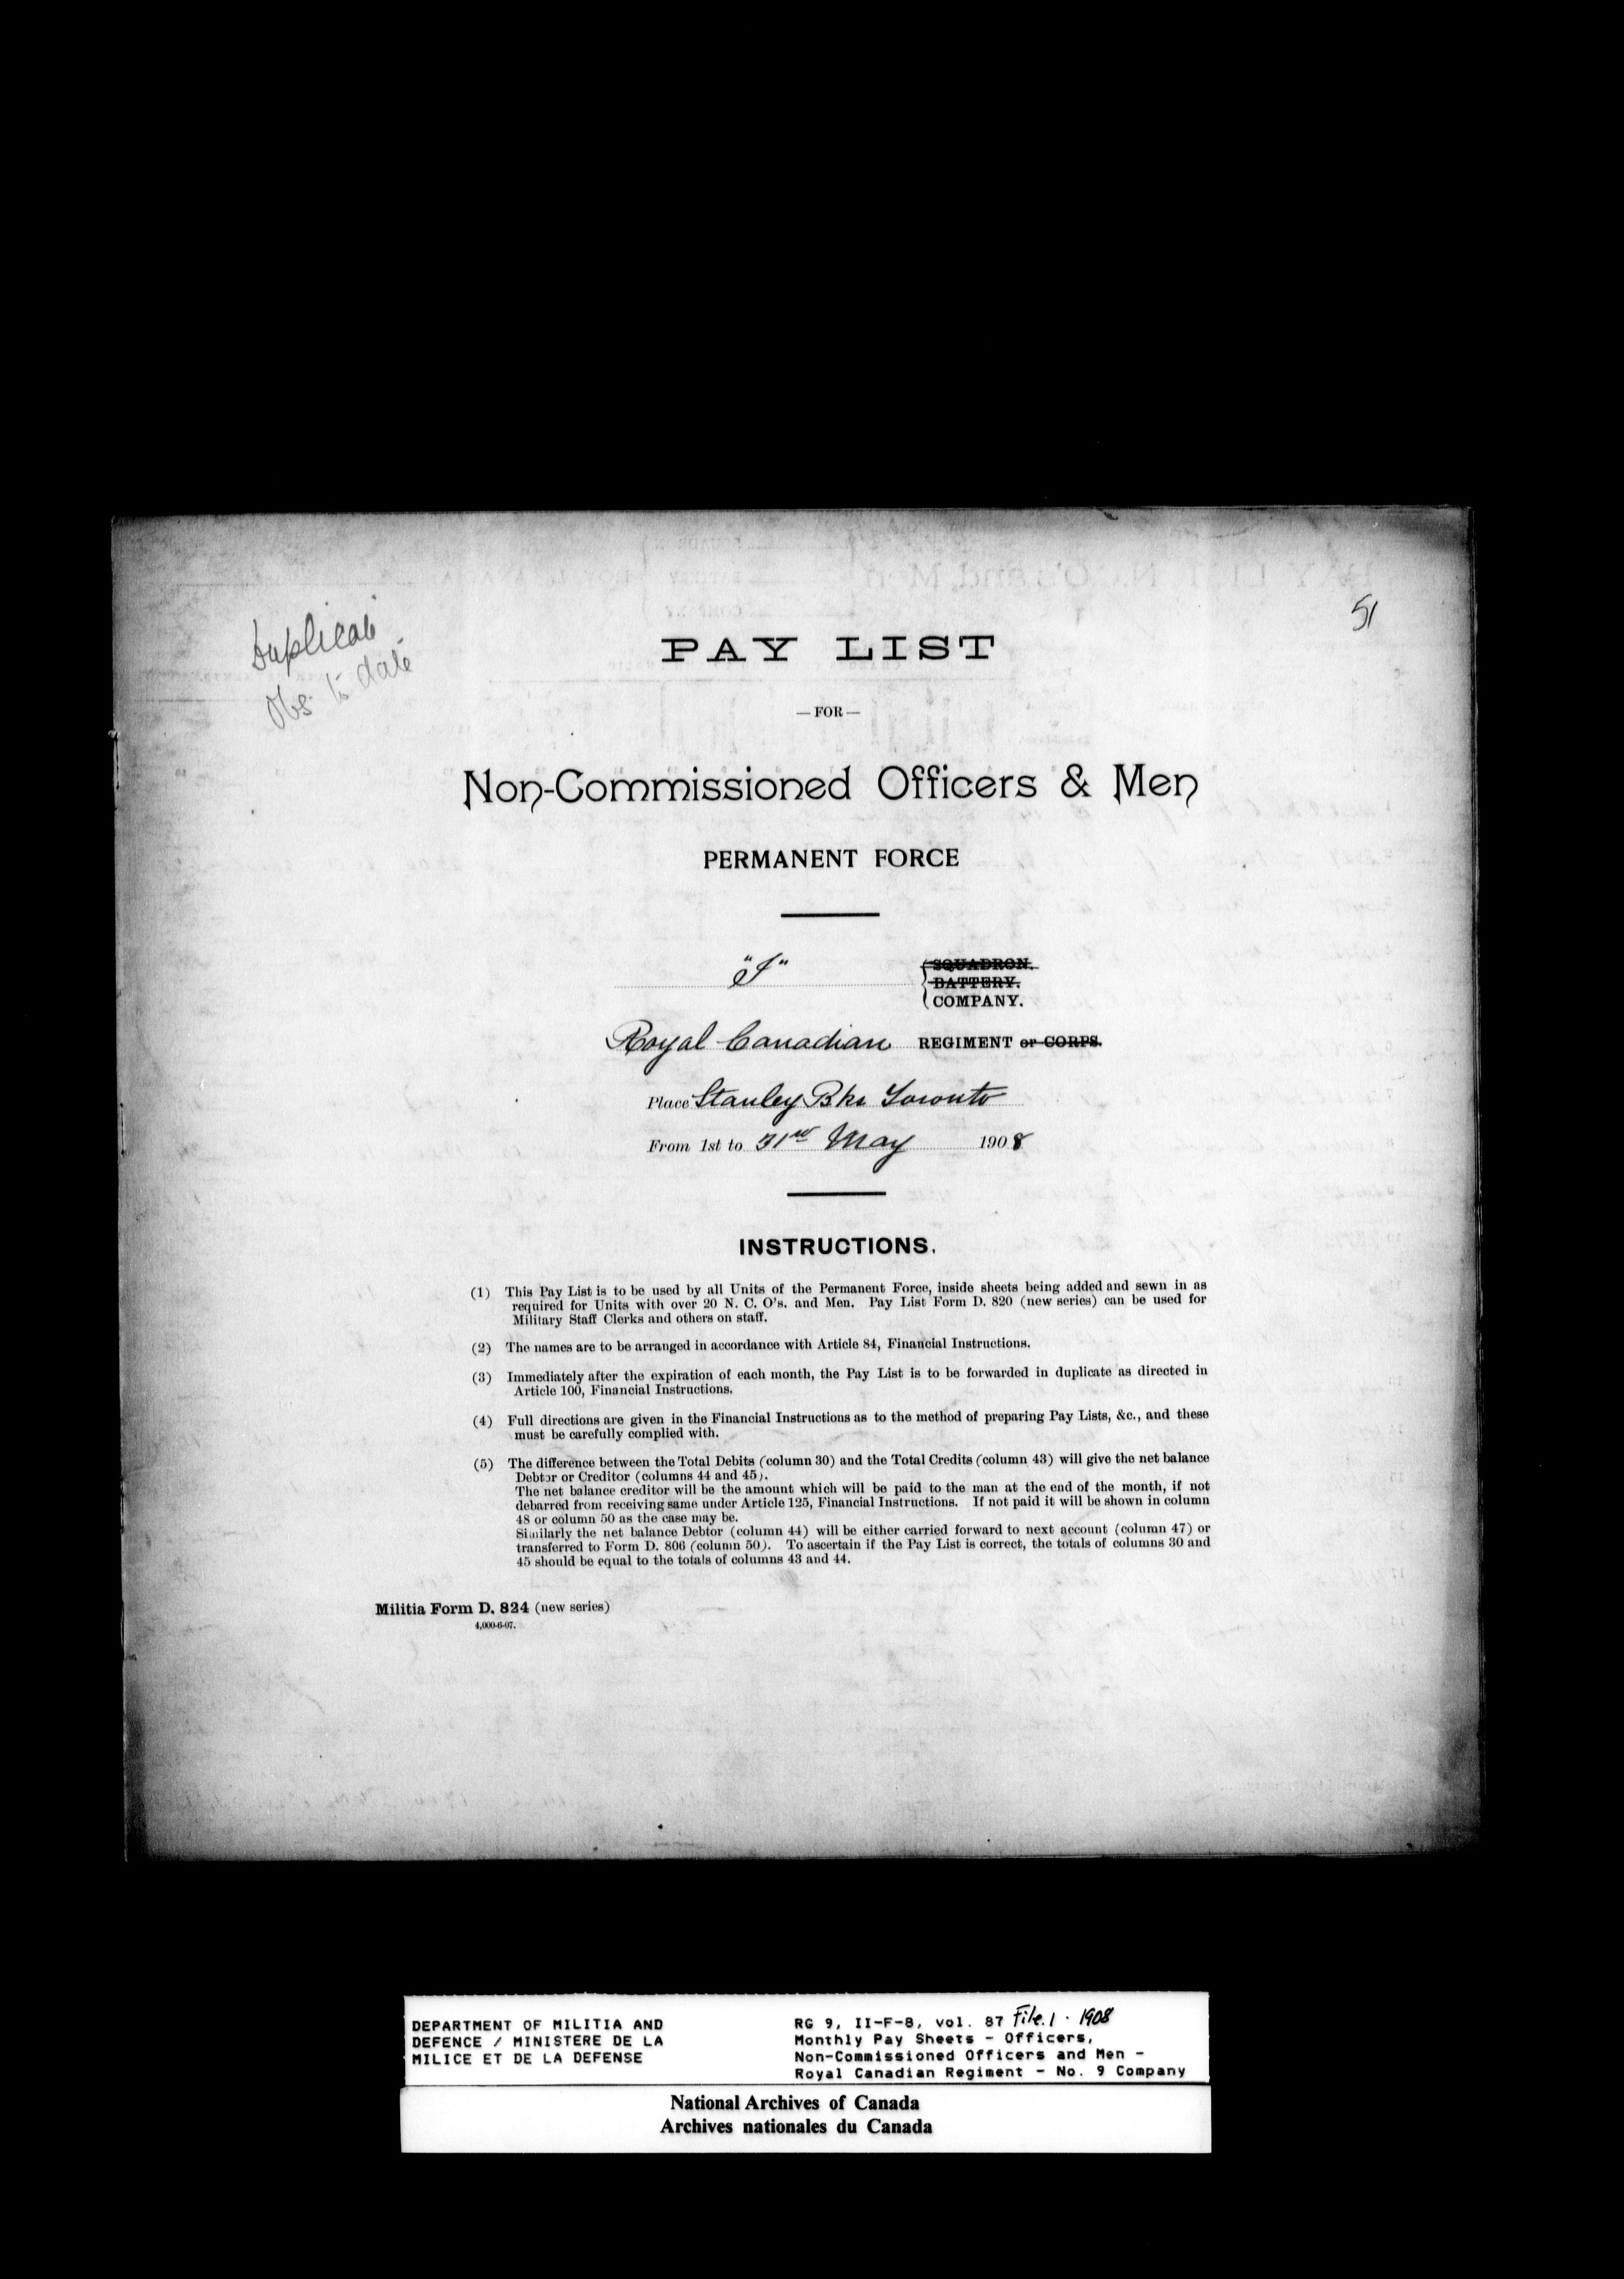 Duplicate
Obs. to date
51
PAY LIST
— FOR —
Non-Commissioned Officers & Men
PERMANENT FORCE
"I"
SQUADRON.
BATTERY.
COMPANY.
Royal Canadian REGIMENT or CORPS.
Place Stanley Bks Toronto
From 1st to 31st May 1908
INSTRUCTIONS.
(1) This Pay List is to be used by all Units of the Permanent Force, inside sheets being added and sewn in as
required for Units with over 20 N. C. O's. and Men. Pay List Form D. 820 (new series) can be used for
Military Staff Clerks and others on staff.
(2) The names are to be arranged in accordance with Article 84, Financial Instructions.
(3) Immediately after the expiration of each month, the Pay List is to be forwarded in duplicate as directed in
Article 100, Financial Instructions.
(4) Full directions are given in the Financial Instructions as to the method of preparing Pay Lists, &c., and these
must be carefully complied with.
(5) The difference between the Total Debits (column 30) and the Total Credits (column 43) will give the net balance
Debtor or Creditor (columns 44 and 45).
The net balance creditor will be the amount which will be paid to the man at the end of the month, if not
debarred from receiving same under Article 125, Financial Instructions. If not paid it will be shown in column
48 or column 50 as the case may be.
Similarly the net balance Debtor (column 44) will be either carried forward to next account (column 47) or
transferred to Form D. 806 (column 50). To ascertain if the Pay List is correct, the totals of columns 30 and
45 should be equal to the totals of columns 43 and 44.
Militia Form D. 824 (new series)
4,000-6-07.
DEPARTMENT OF MILITIA AND
DEFENCE / MINISTERE DE LA
MILICE ET DE LA DEFENSE
RG 9, II-F-8, vol. 87 File. 1 · 1908
Monthly Pay Sheets - Officers,
Non-Commissioned Officers and Men -
Royal Canadian Regiment - No. 9 Company
National Archives of Canada
Archives nationales du Canada